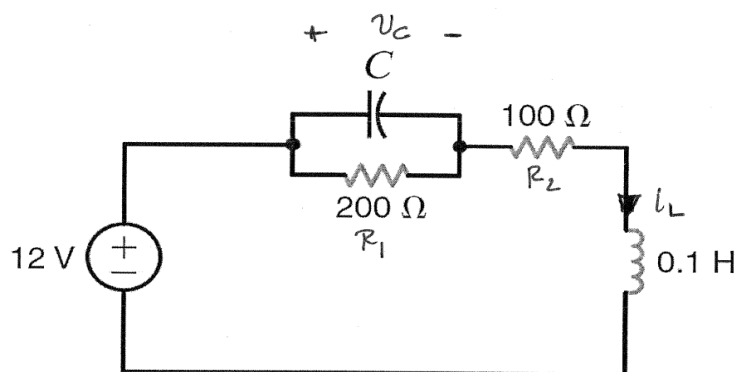 + v_C -
C
100 Ω
R_2
200 Ω
R_1
i_L
12 V
+
−
0.1 H